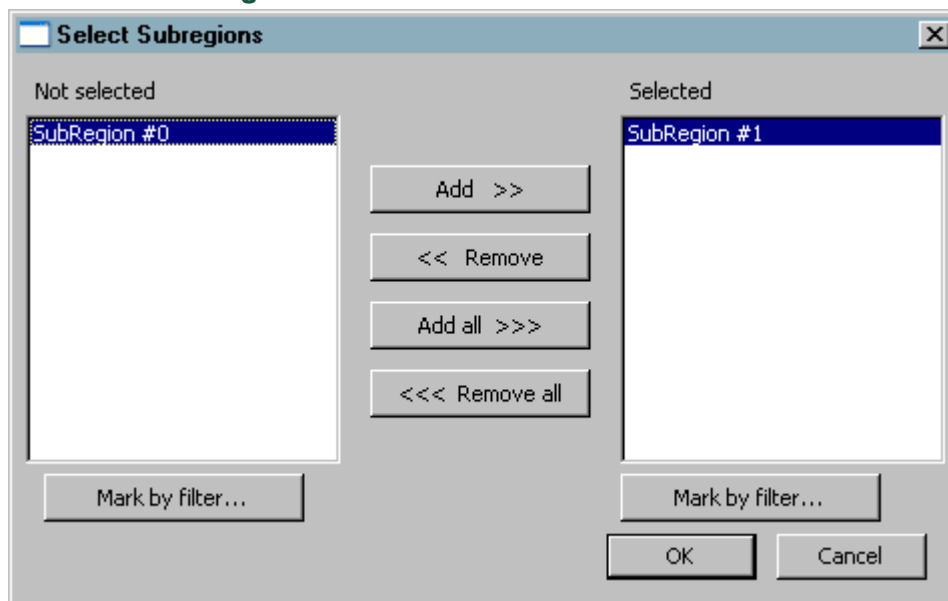 Select Subregions
Not selected
Selected
SubRegion #0
SubRegion #1
Add >>
<< Remove
Add all >>>
<<< Remove all
Mark by filter...
Mark by filter...
OK
Cancel